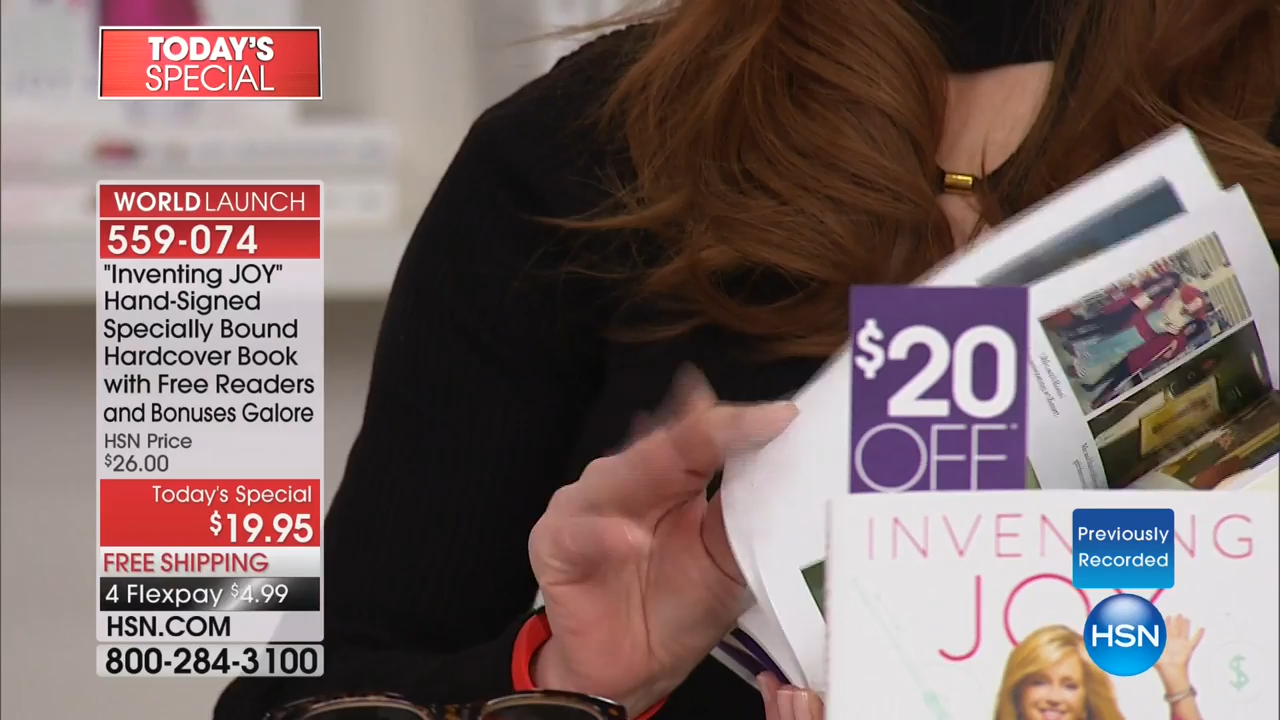 TODAY'S
SPECIAL
WORLD LAUNCH
559-074
"Inventing JOY"
Hand-Signed
Specially Bound
Hardcover Book
with Free Readers
and Bonuses Galore
HSN Price
$26.00
Today's Special
$19.95
FREE SHIPPING
4 Flexpay $4.99
HSN.COM
800-284-3100
$20
OFF*
INVEN NG
JOY
Previously
Recorded
HSN
$